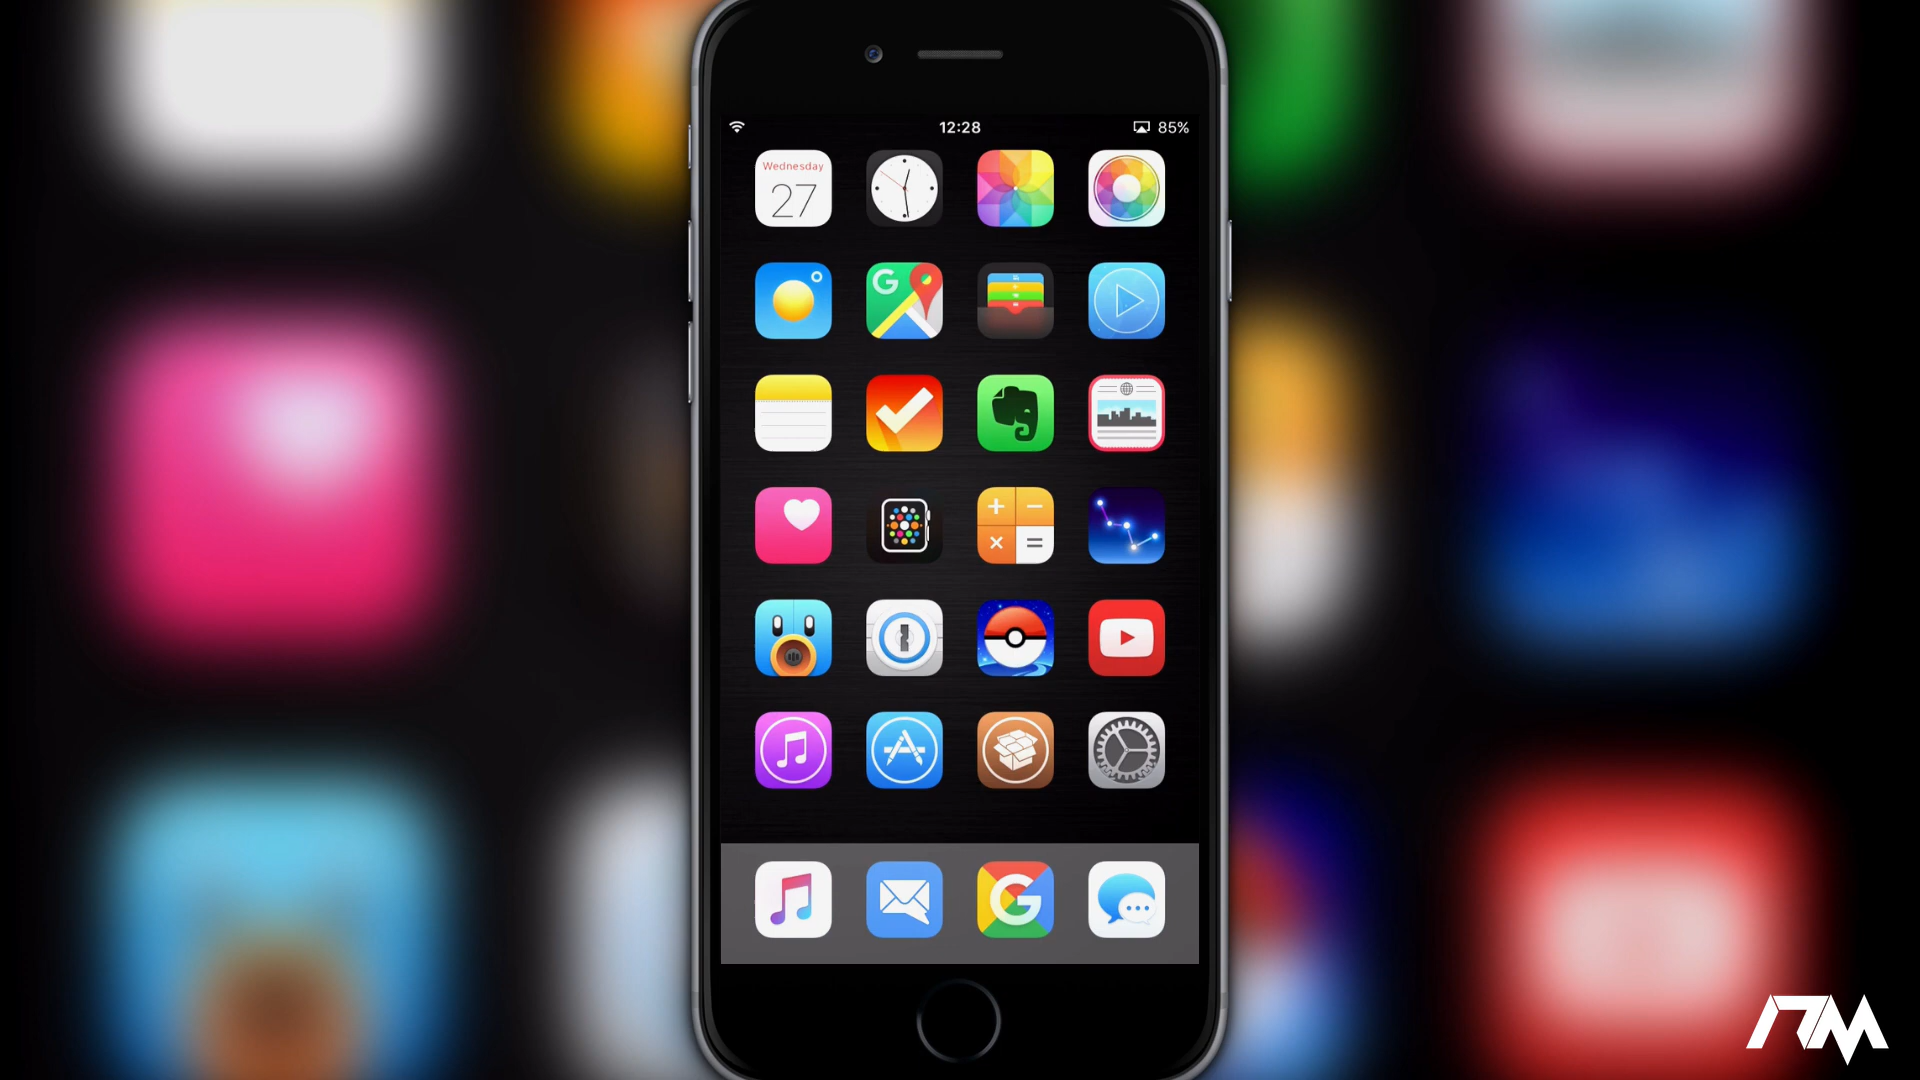 12:28
85%
Wednesday
27
G
+ −
× =
G